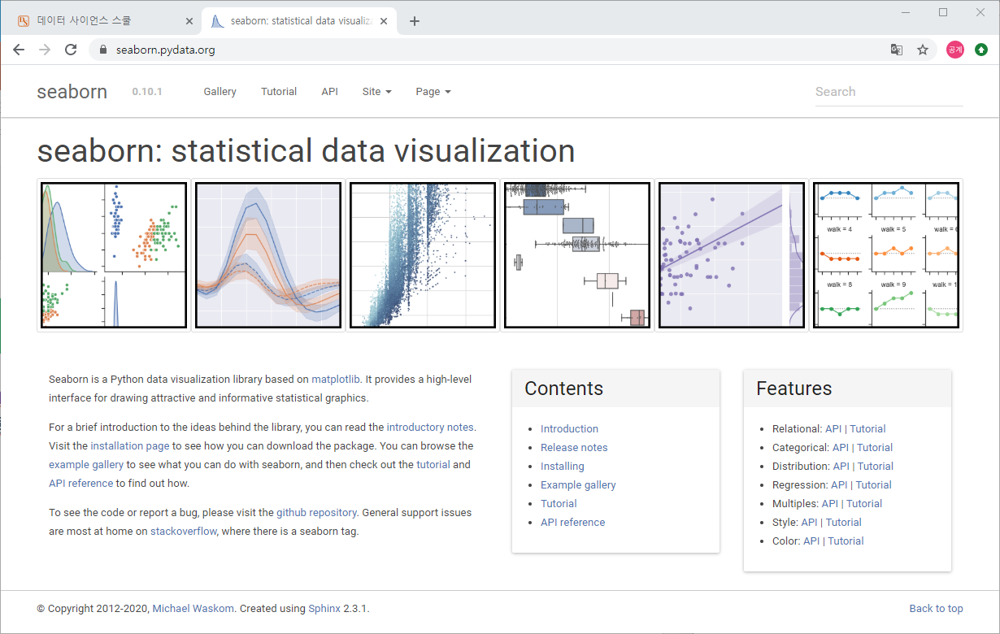 데이터 사이언스 스쿨
seaborn: statistical data visualiz
seaborn.pydata.org
공계
seaborn 0.10.1 Gallery Tutorial API Site Page Search
seaborn: statistical data visualization
walk = 4 walk = 5 walk = 6
walk = 8 walk = 9 walk = 1
Seaborn is a Python data visualization library based on matplotlib. It provides a high-level
interface for drawing attractive and informative statistical graphics.
For a brief introduction to the ideas behind the library, you can read the introductory notes.
Visit the installation page to see how you can download the package. You can browse the
example gallery to see what you can do with seaborn, and then check out the tutorial and
API reference to find out how.
To see the code or report a bug, please visit the github repository. General support issues
are most at home on stackoverflow, where there is a seaborn tag.
Contents
Introduction
Release notes
Installing
Example gallery
Tutorial
API reference
Features
Relational: API | Tutorial
Categorical: API | Tutorial
Distribution: API | Tutorial
Regression: API | Tutorial
Multiples: API | Tutorial
Style: API | Tutorial
Color: API | Tutorial
© Copyright 2012-2020, Michael Waskom. Created using Sphinx 2.3.1.
Back to top